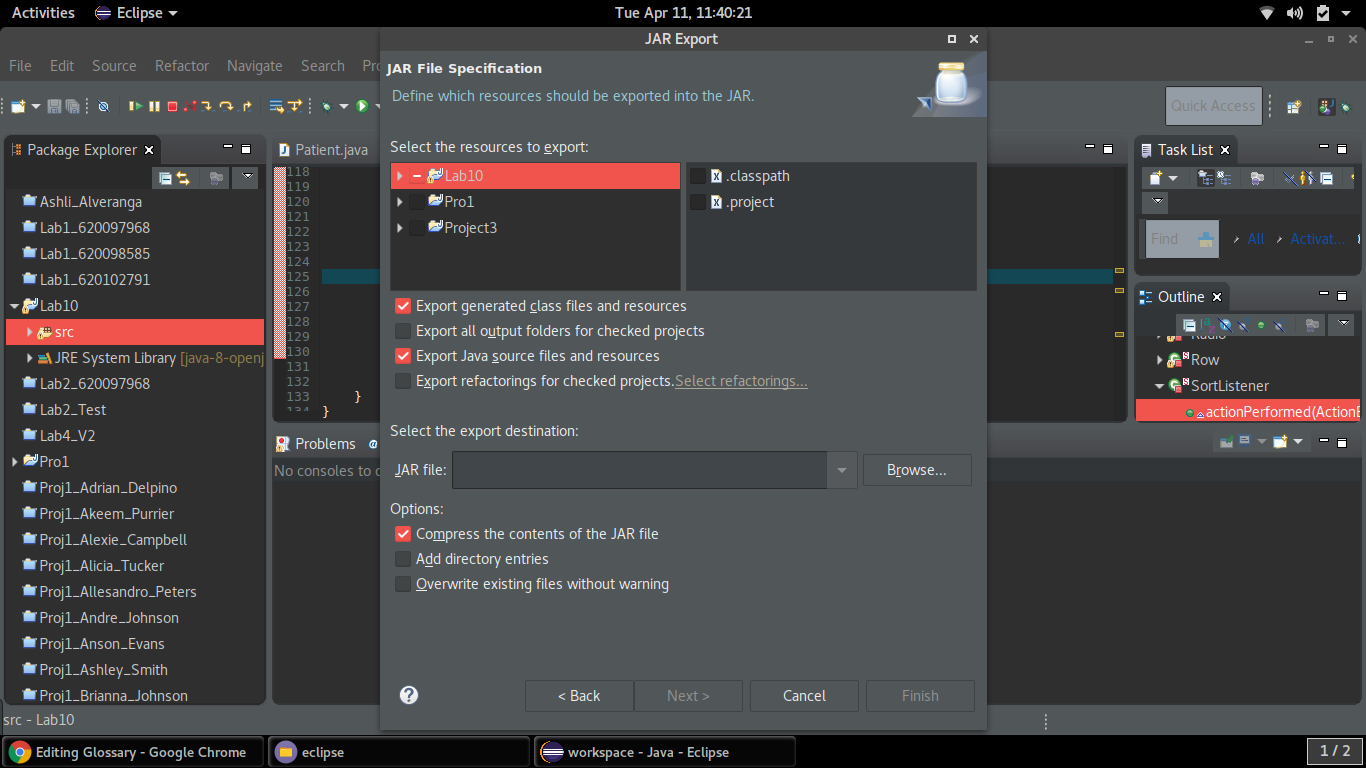 Activities Eclipse Tue Apr 11, 11:40:21
JAR Export
File Edit Source Refactor Navigate Search
Quick Access
Package Explorer
Ashli_Alveranga
Lab1_620097968
Lab1_620098585
Lab1_620102791
Lab10
src
JRE System Library [java-8-openj
Lab2_620097968
Lab2_Test
Lab4_V2
Pro1
Proj1_Adrian_Delpino
Proj1_Akeem_Purrier
Proj1_Alexie_Campbell
Proj1_Alicia_Tucker
Proj1_Allesandro_Peters
Proj1_Andre_Johnson
Proj1_Anson_Evans
Proj1_Ashley_Smith
Proj1_Brianna_Johnson
src - Lab10
Patient.java
118
119
120
121
122
123
124
125
126
127
128
129
130
131
132
133 }
134 }
Problems @
No consoles to
JAR File Specification
Define which resources should be exported into the JAR.
Select the resources to export:
Lab10
Pro1
Project3
.classpath
.project
Export generated class files and resources
Export all output folders for checked projects
Export Java source files and resources
Export refactorings for checked projects. Select refactorings...
Select the export destination:
JAR file: Browse...
Options:
Compress the contents of the JAR file
Add directory entries
Overwrite existing files without warning
? < Back Next > Cancel Finish
Task List
Find All Activat...
Outline
Radio
Row
SortListener
actionPerformed(ActionE
Editing Glossary - Google Chrome eclipse workspace - Java - Eclipse 1 / 2